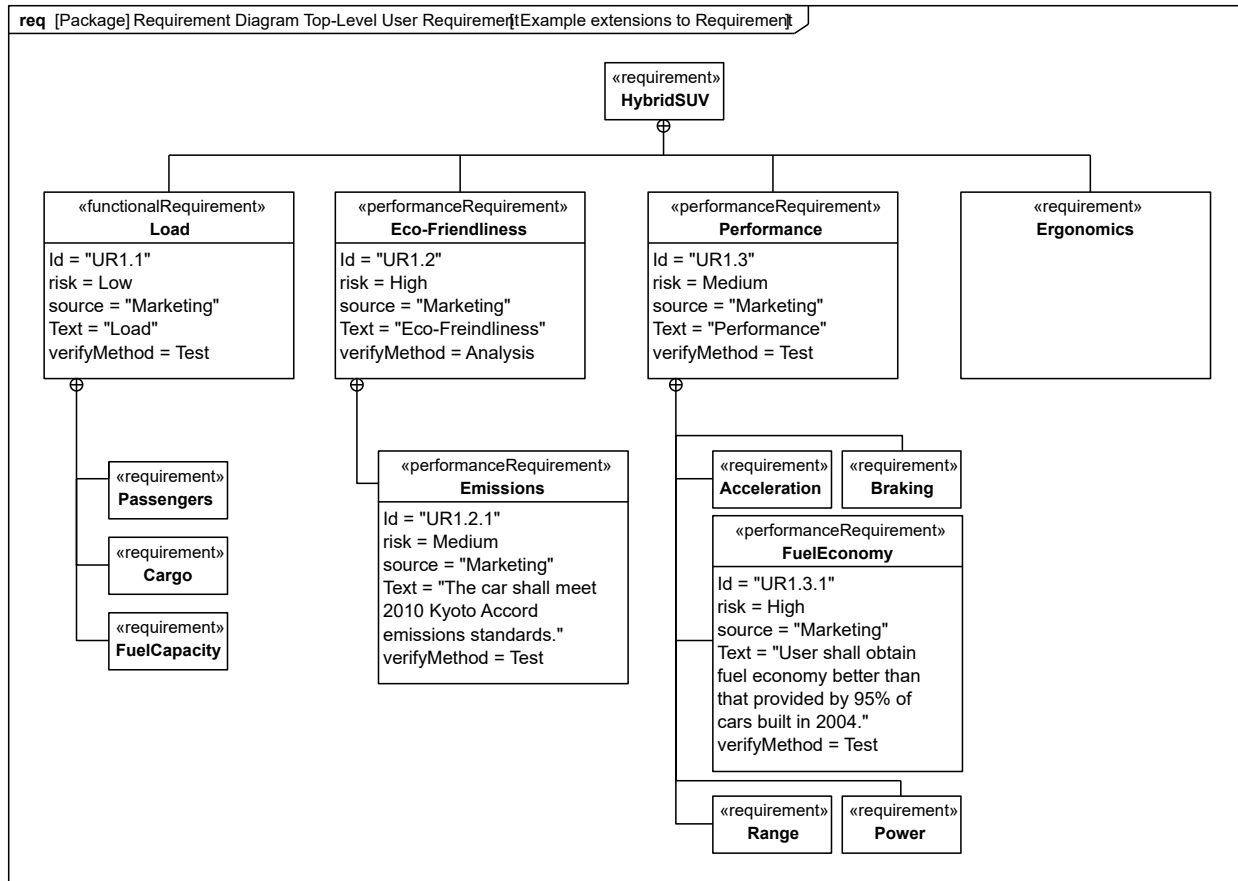 req [Package] Requirement Diagram Top-Level User Requirement[Example extensions to Requirement]
«requirement»
HybridSUV
«functionalRequirement»
Load
Id = "UR1.1"
risk = Low
source = "Marketing"
Text = "Load"
verifyMethod = Test
«performanceRequirement»
Eco-Friendliness
Id = "UR1.2"
risk = High
source = "Marketing"
Text = "Eco-Freindliness"
verifyMethod = Analysis
«performanceRequirement»
Performance
Id = "UR1.3"
risk = Medium
source = "Marketing"
Text = "Performance"
verifyMethod = Test
«requirement»
Ergonomics
«requirement»
Passengers
«requirement»
Cargo
«requirement»
FuelCapacity
«performanceRequirement»
Emissions
Id = "UR1.2.1"
risk = Medium
source = "Marketing"
Text = "The car shall meet
2010 Kyoto Accord
emissions standards."
verifyMethod = Test
«requirement»
Acceleration
«requirement»
Braking
«performanceRequirement»
FuelEconomy
Id = "UR1.3.1"
risk = High
source = "Marketing"
Text = "User shall obtain
fuel economy better than
that provided by 95% of
cars built in 2004."
verifyMethod = Test
«requirement»
Range
«requirement»
Power